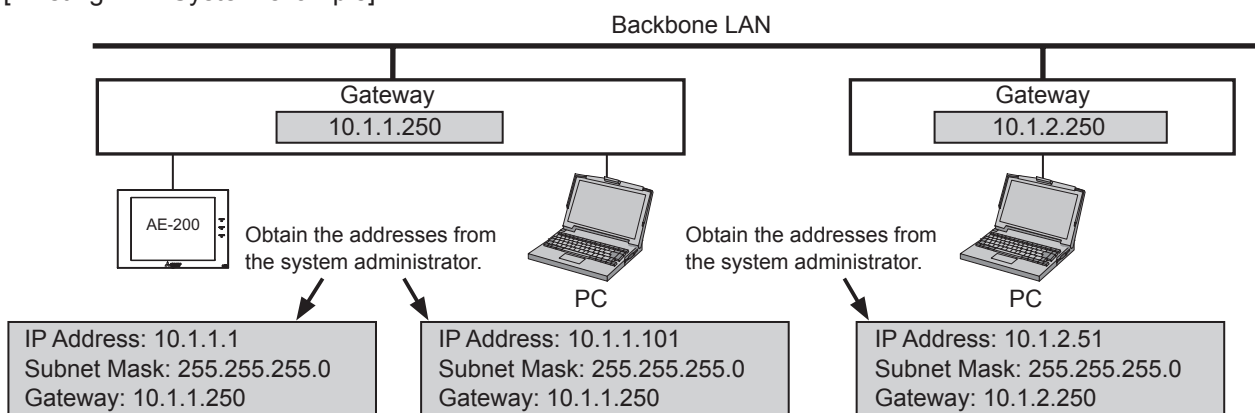 Backbone LAN
Gateway
10.1.1.250
Gateway
10.1.2.250
AE-200
Obtain the addresses from
the system administrator.
Obtain the addresses from
the system administrator.
PC
PC
IP Address: 10.1.1.1
Subnet Mask: 255.255.255.0
Gateway: 10.1.1.250
IP Address: 10.1.1.101
Subnet Mask: 255.255.255.0
Gateway: 10.1.1.250
IP Address: 10.1.2.51
Subnet Mask: 255.255.255.0
Gateway: 10.1.2.250